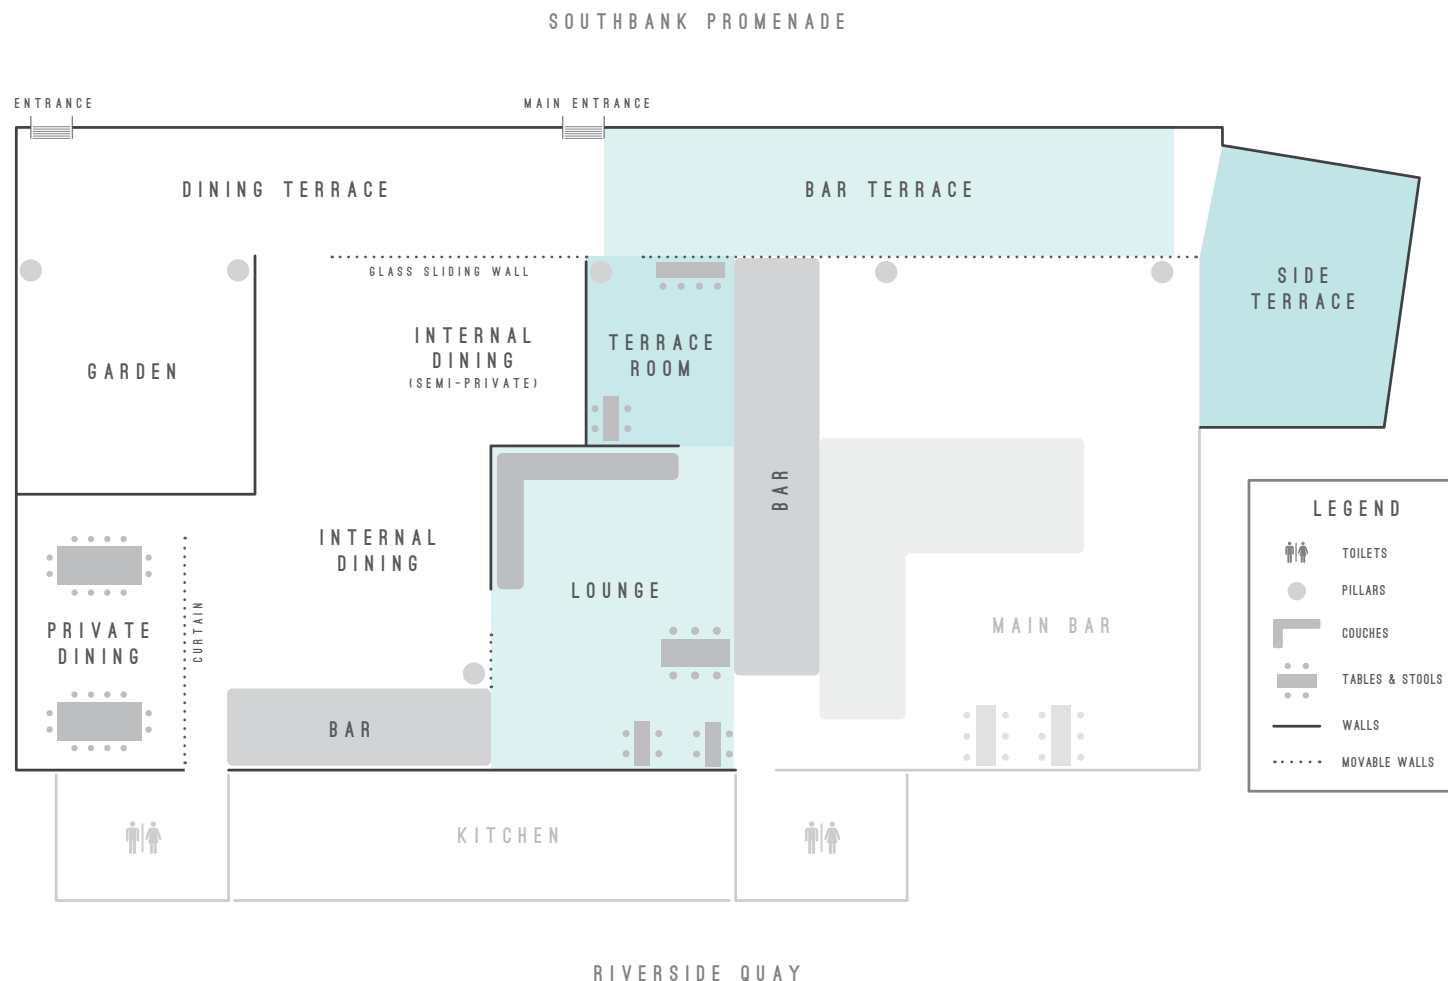 SOUTHBANK PROMENADE
ENTRANCE
MAIN ENTRANCE
DINING TERRACE
BAR TERRACE
GLASS SLIDING WALL
SIDE
TERRACE
INTERNAL
DINING
(SEMI-PRIVATE)
TERRACE
ROOM
GARDEN
BAR
INTERNAL
DINING
LOUNGE
PRIVATE
DINING
CURTAIN
MAIN BAR
BAR
KITCHEN
LEGEND
TOILETS
PILLARS
COUCHES
TABLES & STOOLS
WALLS
MOVABLE WALLS
RIVERSIDE QUAY